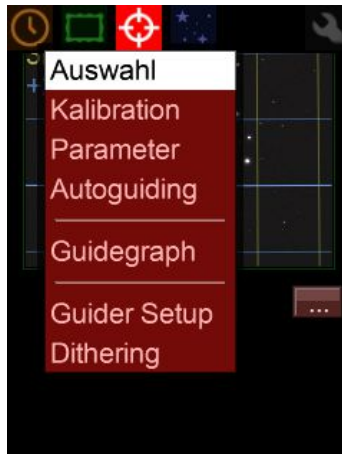 Auswahl
Kalibration
Parameter
Autoguiding
Guidegraph
Guider Setup
Dithering
...